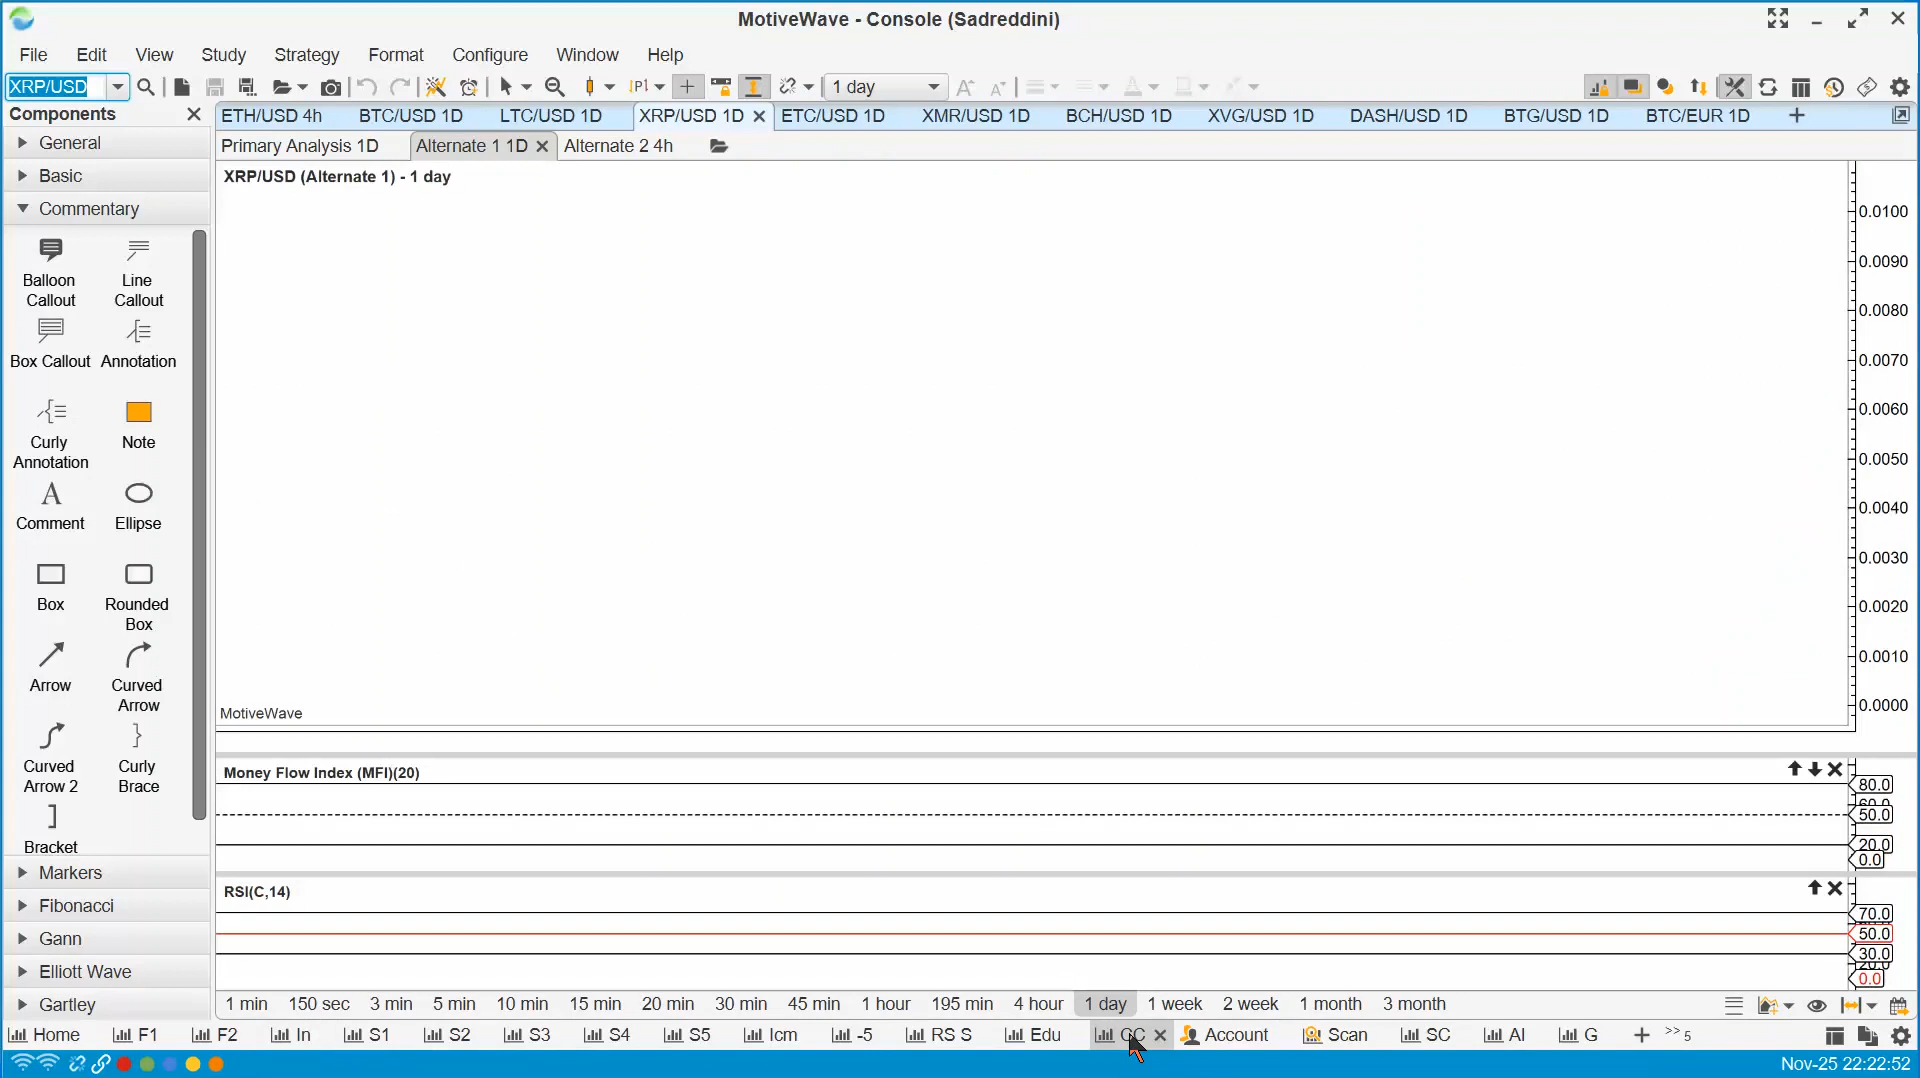 MotiveWave - Console (Sadreddini)
File Edit View Study Strategy Format Configure Window Help
XRP/USD 1 day
Components
ETH/USD 4h BTC/USD 1D LTC/USD 1D XRP/USD 1D ETC/USD 1D XMR/USD 1D BCH/USD 1D XVG/USD 1D DASH/USD 1D BTG/USD 1D BTC/EUR 1D
General
Primary Analysis 1D Alternate 1 1D Alternate 2 4h
Basic
XRP/USD (Alternate 1) - 1 day
Commentary
Balloon Callout
Line Callout
Box Callout
Annotation
Curly Annotation
Note
Comment
Ellipse
Box
Rounded Box
Arrow
Curved Arrow
Curved Arrow 2
Curly Brace
Bracket
Markers
Fibonacci
Gann
Elliott Wave
Gartley
0.0100
0.0090
0.0080
0.0070
0.0060
0.0050
0.0040
0.0030
0.0020
0.0010
0.0000
MotiveWave
Money Flow Index (MFI)(20)
80.0
50.0
20.0
0.0
RSI(C,14)
70.0
50.0
30.0
0.0
1 min 150 sec 3 min 5 min 10 min 15 min 20 min 30 min 45 min 1 hour 195 min 4 hour 1 day 1 week 2 week 1 month 3 month
Home F1 F2 In S1 S2 S3 S4 S5 Icm -5 RS S Edu CC Account Scan SC AI G + >> 5
Nov-25 22:22:52